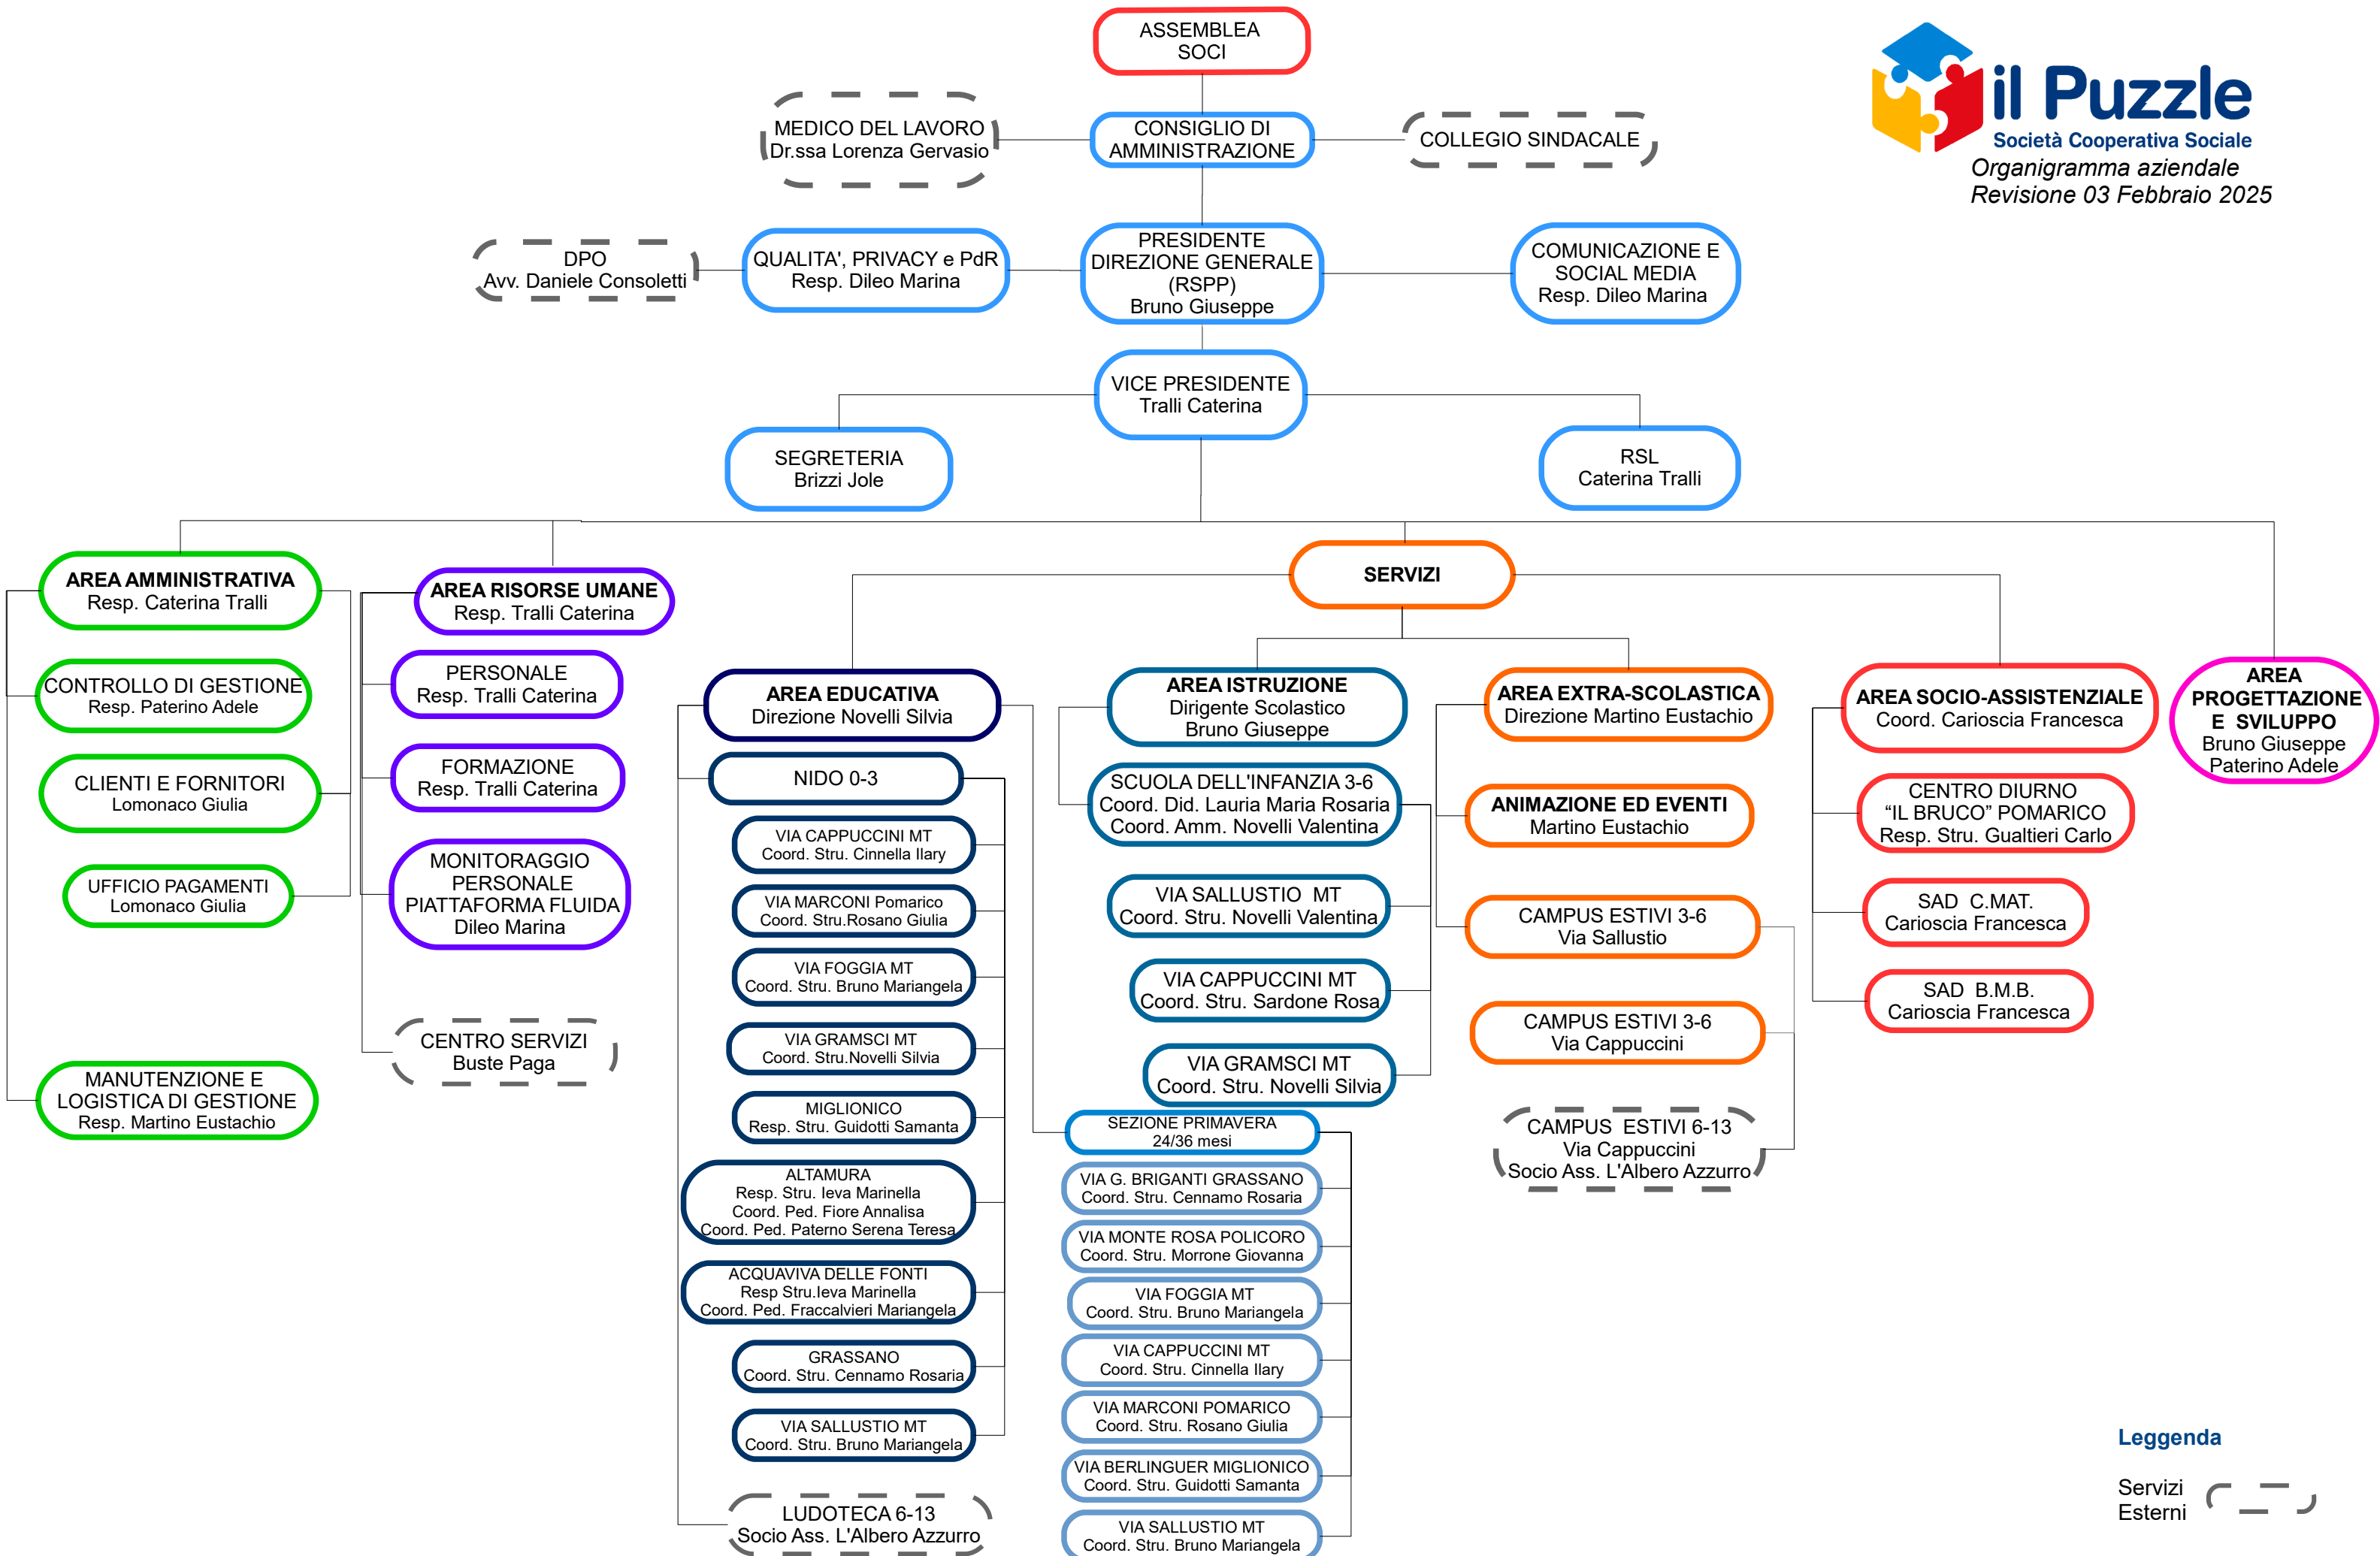 ASSEMBLEA
SOCI
il Puzzle
Società Cooperativa Sociale
Organigramma aziendale
Revisione 03 Febbraio 2025
MEDICO DEL LAVORO
Dr.ssa Lorenza Gervasio
CONSIGLIO DI
AMMINISTRAZIONE
COLLEGIO SINDACALE
DPO
Avv. Daniele Consoletti
QUALITA', PRIVACY e PdR
Resp. Dileo Marina
PRESIDENTE
DIREZIONE GENERALE
(RSPP)
Bruno Giuseppe
COMUNICAZIONE E
SOCIAL MEDIA
Resp. Dileo Marina
VICE PRESIDENTE
Tralli Caterina
SEGRETERIA
Brizzi Jole
RSL
Caterina Tralli
AREA AMMINISTRATIVA
Resp. Caterina Tralli
CONTROLLO DI GESTIONE
Resp. Paterino Adele
CLIENTI E FORNITORI
Lomonaco Giulia
UFFICIO PAGAMENTI
Lomonaco Giulia
MANUTENZIONE E
LOGISTICA DI GESTIONE
Resp. Martino Eustachio
AREA RISORSE UMANE
Resp. Tralli Caterina
PERSONALE
Resp. Tralli Caterina
FORMAZIONE
Resp. Tralli Caterina
MONITORAGGIO
PERSONALE
PIATTAFORMA FLUIDA
Dileo Marina
CENTRO SERVIZI
Buste Paga
SERVIZI
AREA EDUCATIVA
Direzione Novelli Silvia
NIDO 0-3
VIA CAPPUCCINI MT
Coord. Stru. Cinnella Ilary
VIA MARCONI Pomarico
Coord. Stru.Rosano Giulia
VIA FOGGIA MT
Coord. Stru. Bruno Mariangela
VIA GRAMSCI MT
Coord. Stru.Novelli Silvia
MIGLIONICO
Resp. Stru. Guidotti Samanta
ALTAMURA
Resp. Stru. Ieva Marinella
Coord. Ped. Fiore Annalisa
Coord. Ped. Paterno Serena Teresa
ACQUAVIVA DELLE FONTI
Resp Stru.Ieva Marinella
Coord. Ped. Fraccalvieri Mariangela
GRASSANO
Coord. Stru. Cennamo Rosaria
VIA SALLUSTIO MT
Coord. Stru. Bruno Mariangela
LUDOTECA 6-13
Socio Ass. L'Albero Azzurro
AREA ISTRUZIONE
Dirigente Scolastico
Bruno Giuseppe
SCUOLA DELL'INFANZIA 3-6
Coord. Did. Lauria Maria Rosaria
Coord. Amm. Novelli Valentina
VIA SALLUSTIO MT
Coord. Stru. Novelli Valentina
VIA CAPPUCCINI MT
Coord. Stru. Sardone Rosa
VIA GRAMSCI MT
Coord. Stru. Novelli Silvia
SEZIONE PRIMAVERA
24/36 mesi
VIA G. BRIGANTI GRASSANO
Coord. Stru. Cennamo Rosaria
VIA MONTE ROSA POLICORO
Coord. Stru. Morrone Giovanna
VIA FOGGIA MT
Coord. Stru. Bruno Mariangela
VIA CAPPUCCINI MT
Coord. Stru. Cinnella Ilary
VIA MARCONI POMARICO
Coord. Stru. Rosano Giulia
VIA BERLINGUER MIGLIONICO
Coord. Stru. Guidotti Samanta
VIA SALLUSTIO MT
Coord. Stru. Bruno Mariangela
AREA EXTRA-SCOLASTICA
Direzione Martino Eustachio
ANIMAZIONE ED EVENTI
Martino Eustachio
CAMPUS ESTIVI 3-6
Via Sallustio
CAMPUS ESTIVI 3-6
Via Cappuccini
CAMPUS ESTIVI 6-13
Via Cappuccini
Socio Ass. L'Albero Azzurro
AREA SOCIO-ASSISTENZIALE
Coord. Carioscia Francesca
CENTRO DIURNO
“IL BRUCO” POMARICO
Resp. Stru. Gualtieri Carlo
SAD C.MAT.
Carioscia Francesca
SAD B.M.B.
Carioscia Francesca
AREA
PROGETTAZIONE
E SVILUPPO
Bruno Giuseppe
Paterino Adele
Leggenda
Servizi
Esterni